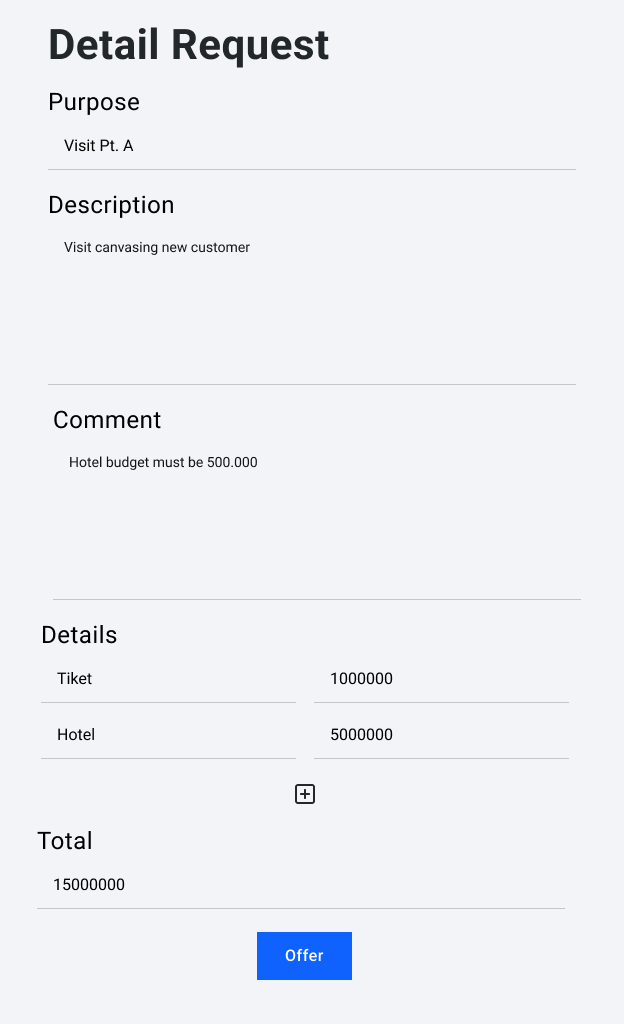 Detail Request
Purpose
Visit Pt. A
Description
Visit canvasing new customer
Comment
Hotel budget must be 500.000
Details
Tiket 1000000
Hotel 5000000
Total
15000000
Offer